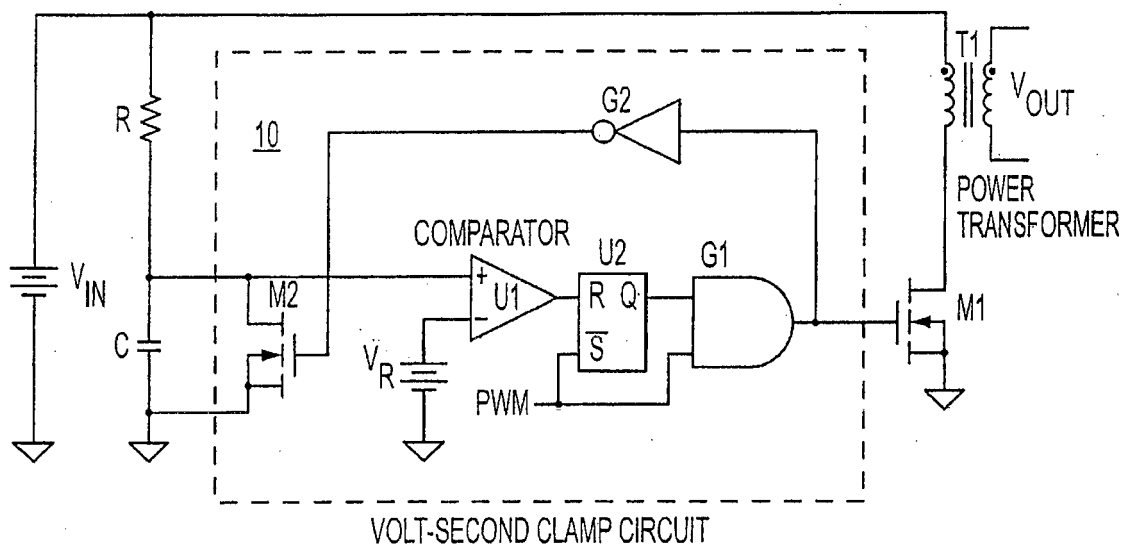 T1
G2
V OUT
R
10
POWER
TRANSFORMER
COMPARATOR
U2
G1
+
U1
−
R Q
S̅
V IN
M2
M1
C
V R
PWM
VOLT-SECOND CLAMP CIRCUIT